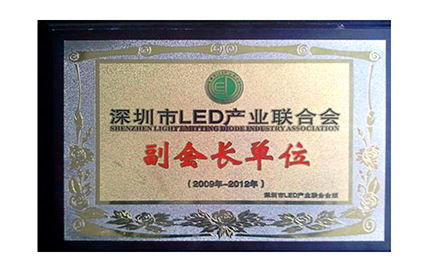 深圳市LED产业联合会
SHENZHEN LIGHT EMITTING DIODE INDUSTRY ASSOCIATION
副会长单位
(2009年-2012年)
深圳市LED产业联合会颁